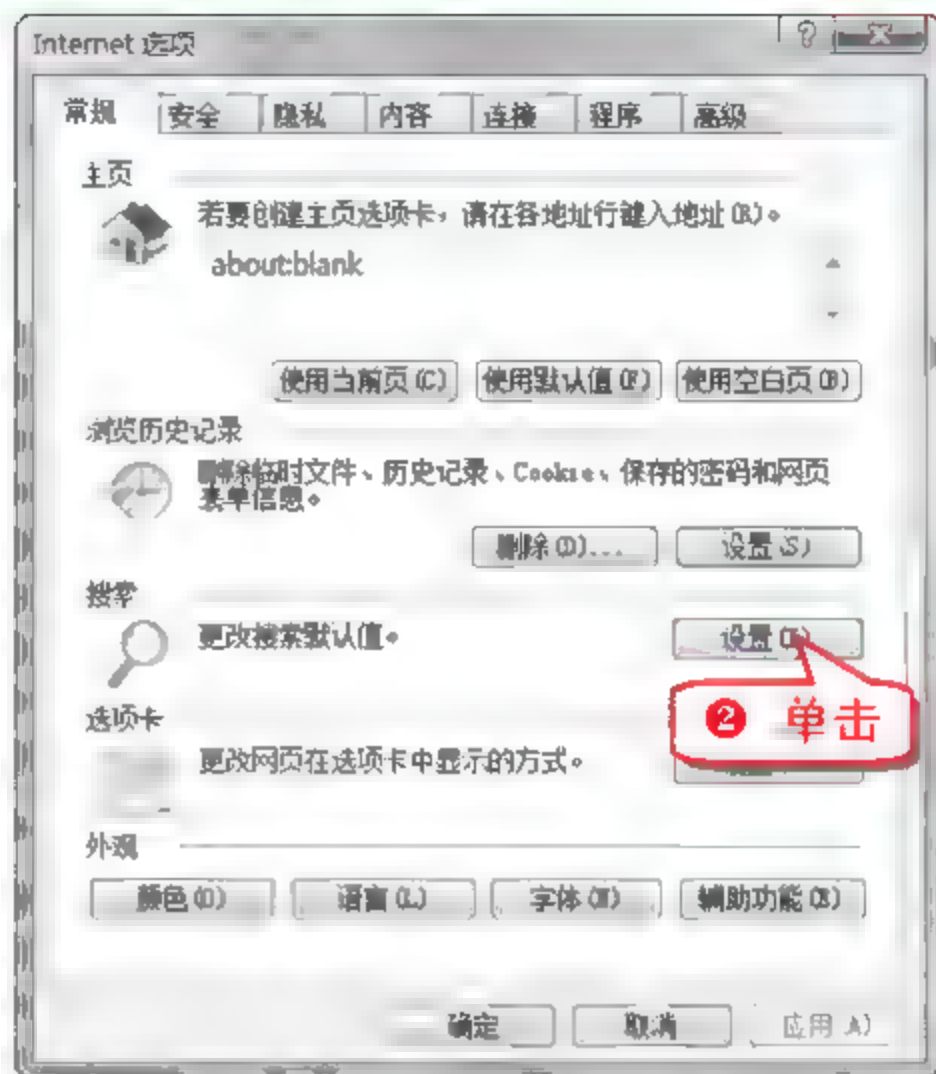 Internet 选项
常规 安全 隐私 内容 连接 程序 高级
主页
若要创建主页选项卡，请在各地址行键入地址(R)。
about:blank
使用当前页(C) 使用默认值(F) 使用空白页(B)
浏览历史记录
删除临时文件、历史记录、Cookie、保存的密码和网页
表单信息。
删除(D)... 设置(S)
搜索
更改搜索默认值。
设置
❷ 单击
选项卡
更改网页在选项卡中显示的方式。
外观
颜色(O) 语言(L) 字体(N) 辅助功能
确定 取消 应用(A)